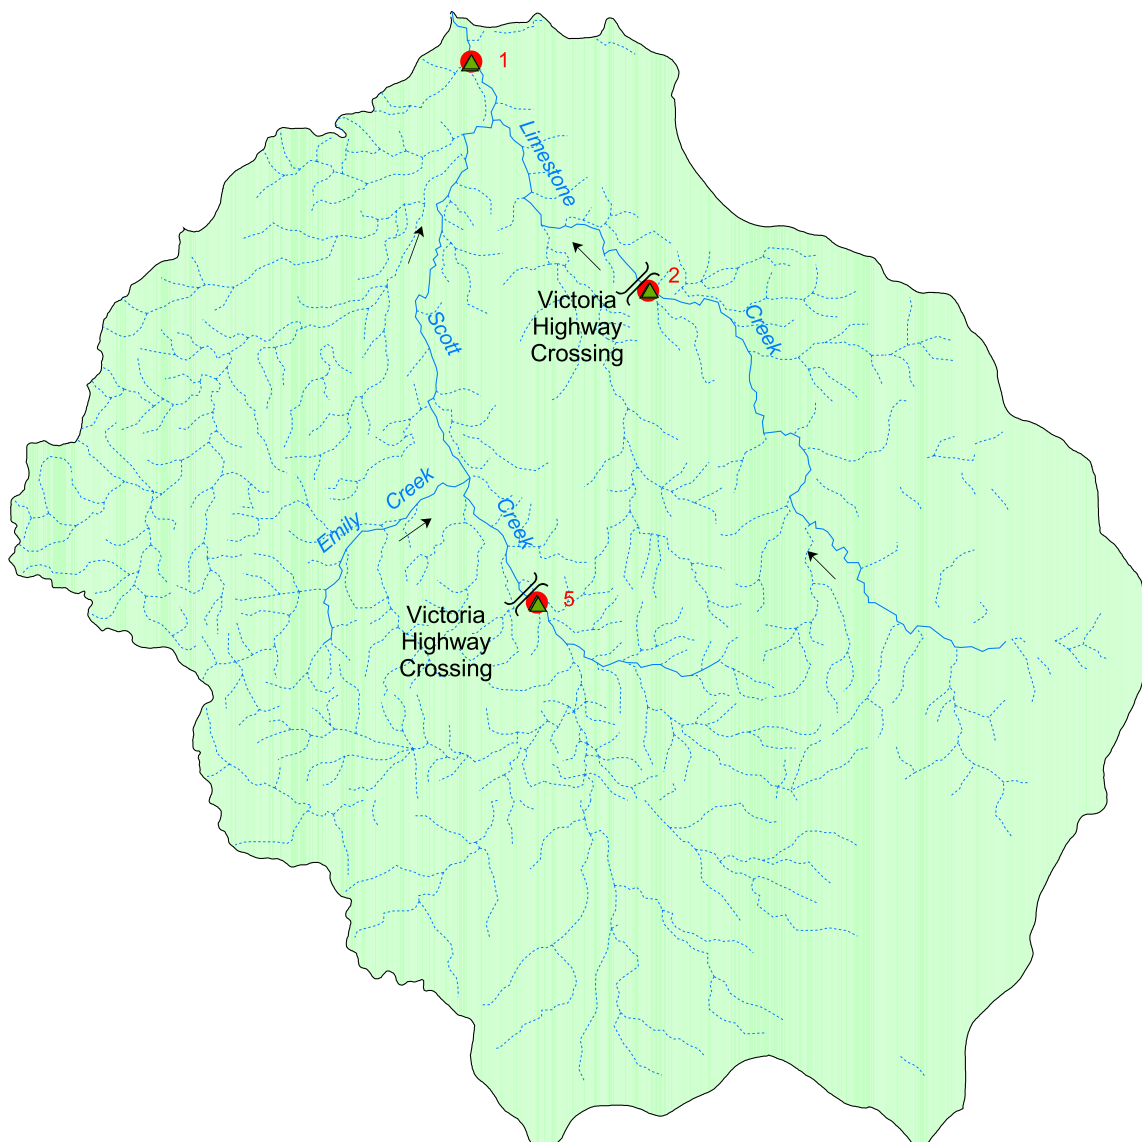 1
Limestone
2
Victoria
Highway
Crossing
Creek
Scott
Creek
Emily
Creek
5
Victoria
Highway
Crossing